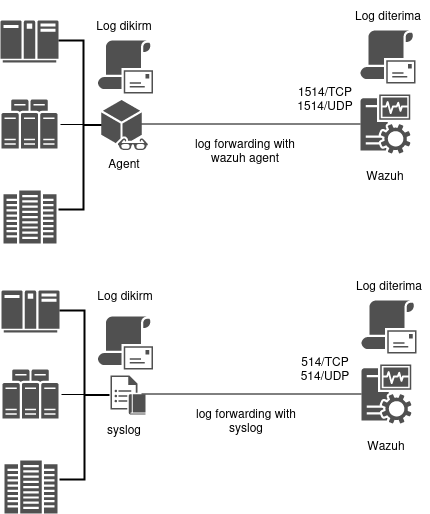 Log diterima
Log dikirm
1514/TCP
1514/UDP
log forwarding with
wazuh agent
Agent
Wazuh
Log diterima
Log dikirm
514/TCP
514/UDP
log forwarding with
syslog
syslog
Wazuh